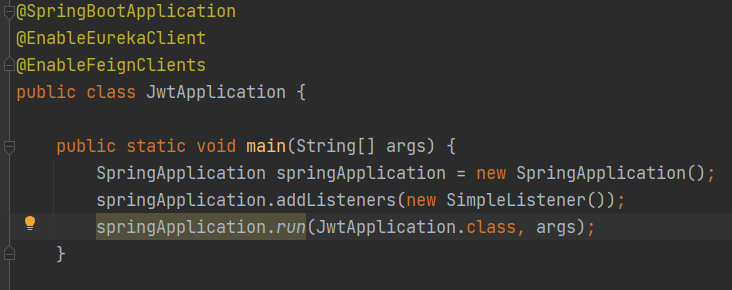 @SpringBootApplication
@EnableEurekaClient
@EnableFeignClients
public class JwtApplication {
public static void main(String[] args) {
SpringApplication springApplication = new SpringApplication();
springApplication.addListeners(new SimpleListener());
springApplication.run(JwtApplication.class, args);
}